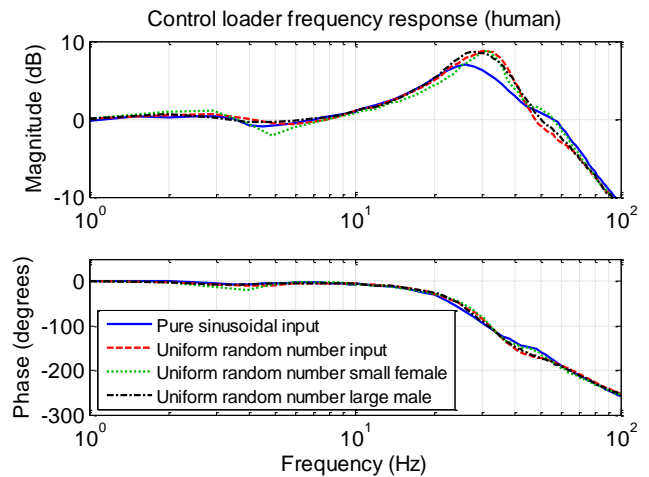 Control loader frequency response (human)
Magnitude (dB)
10
0
-10
10^0
10^1
10^2
Phase (degrees)
0
-100
-200
-300
Pure sinusoidal input
Uniform random number input
Uniform random number small female
Uniform random number large male
10^0
10^1
10^2
Frequency (Hz)